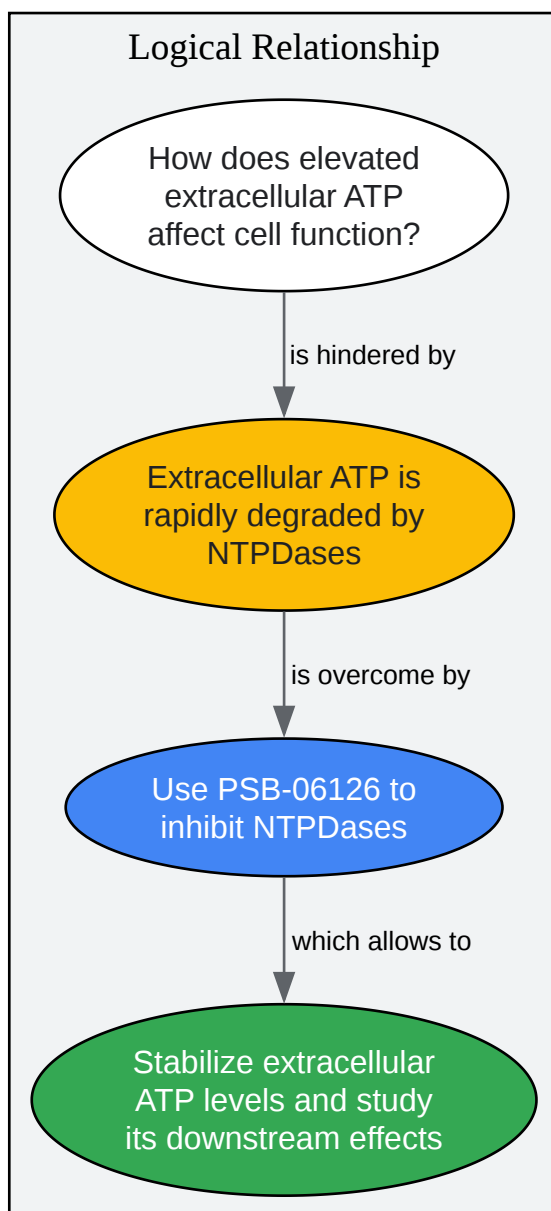 Logical Relationship
How does elevated
extracellular ATP
affect cell function?
is hindered by
Extracellular ATP is
rapidly degraded by
NTPDases
is overcome by
Use PSB-06126 to
inhibit NTPDases
which allows to
Stabilize extracellular
ATP levels and study
its downstream effects